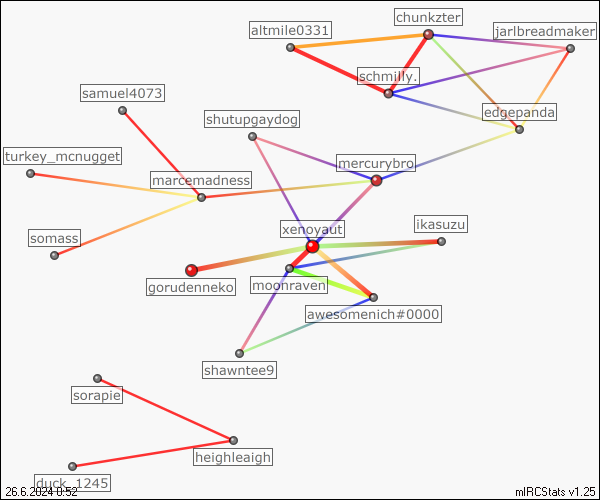 chunkzter
altmile0331
jarlbreadmaker
schmilly.
samuel4073
edgepanda
shutupgaydog
turkey_mcnugget
mercurybro
marcemadness
xenoyaut
ikasuzu
somass
gorudenneko
moonraven
awesomenich#0000
shawntee9
sorapie
heighleaigh
duck_1245
26.6.2024 0:52
mIRCStats v1.25